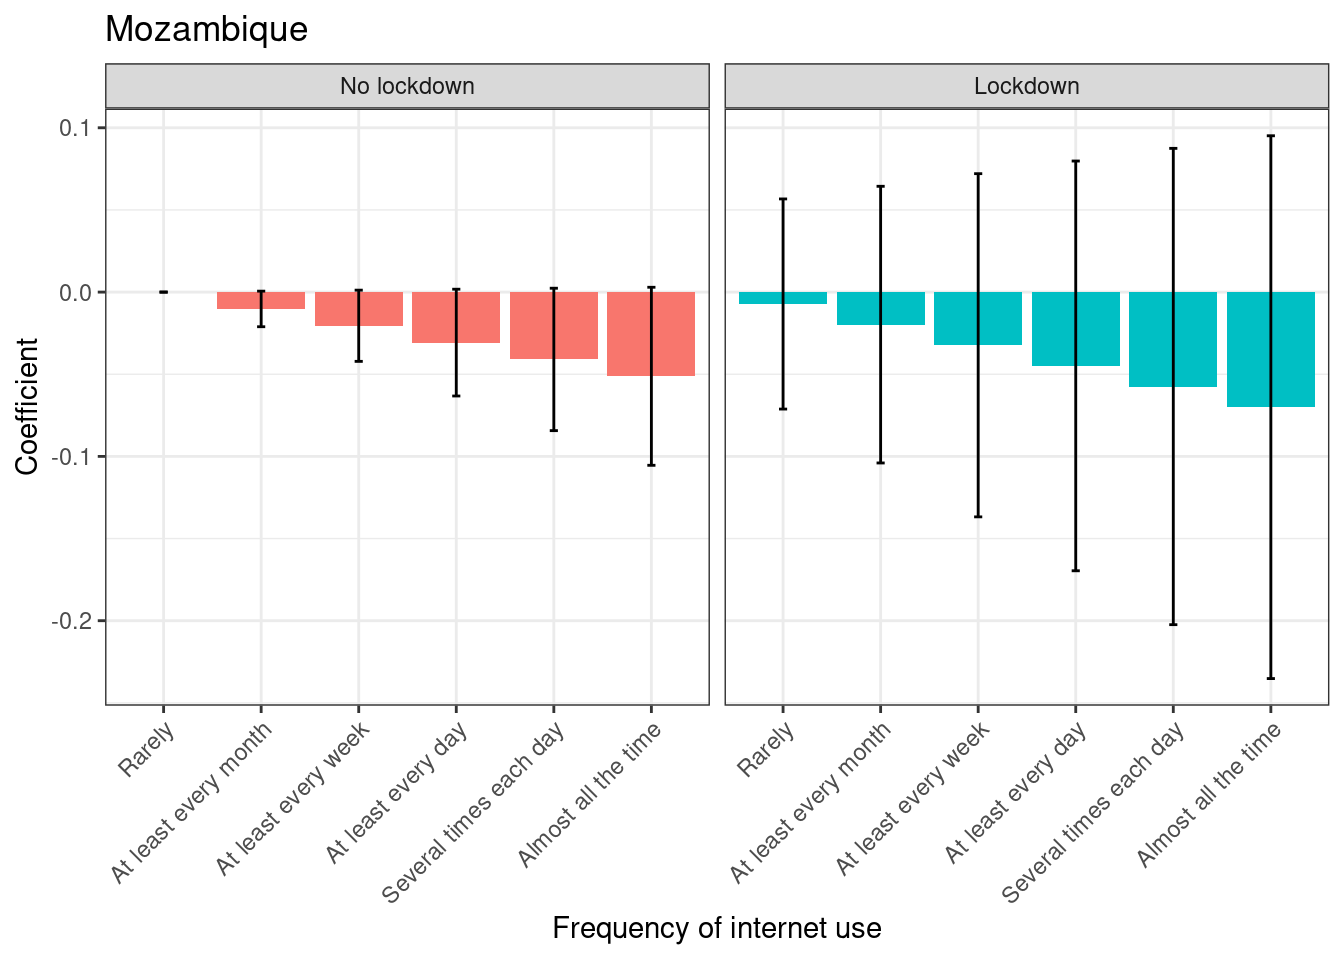 Mozambique
No lockdown
Lockdown
Coefficient
0.1
0.0
-0.1
-0.2
Rarely
At least every month
At least every week
At least every day
Several times each day
Almost all the time
Rarely
At least every month
At least every week
At least every day
Several times each day
Almost all the time
Frequency of internet use